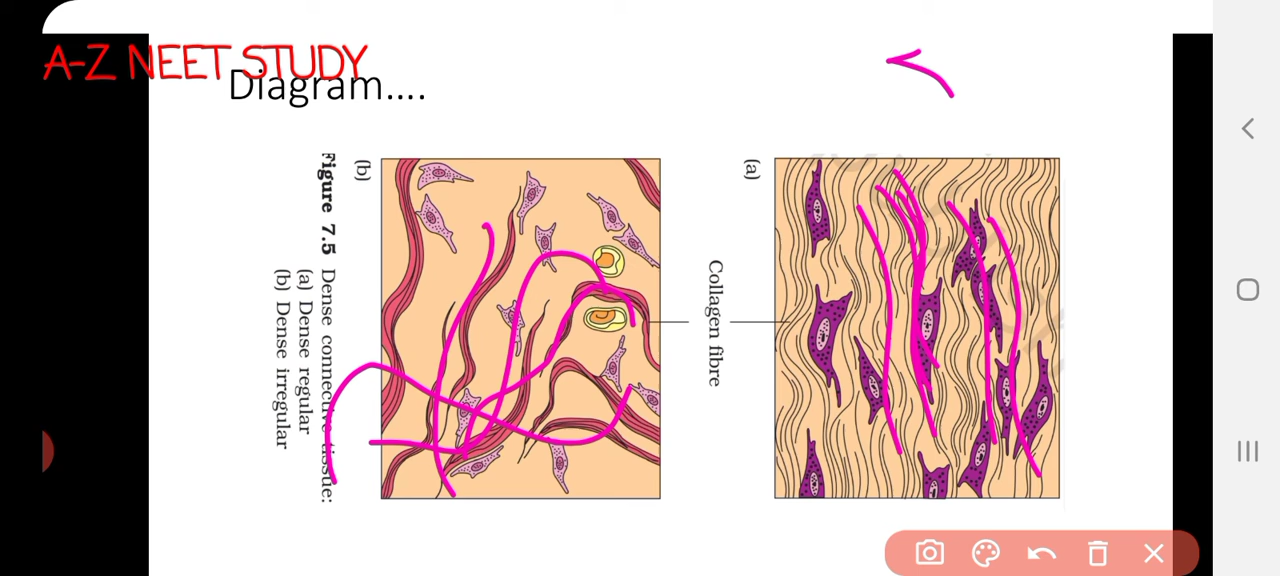 A-Z NEET STUDY
Diagram....
(a)
Collagen fibre
(b)
Figure 7.5 Dense connective tissue:
(a) Dense regular
(b) Dense irregular